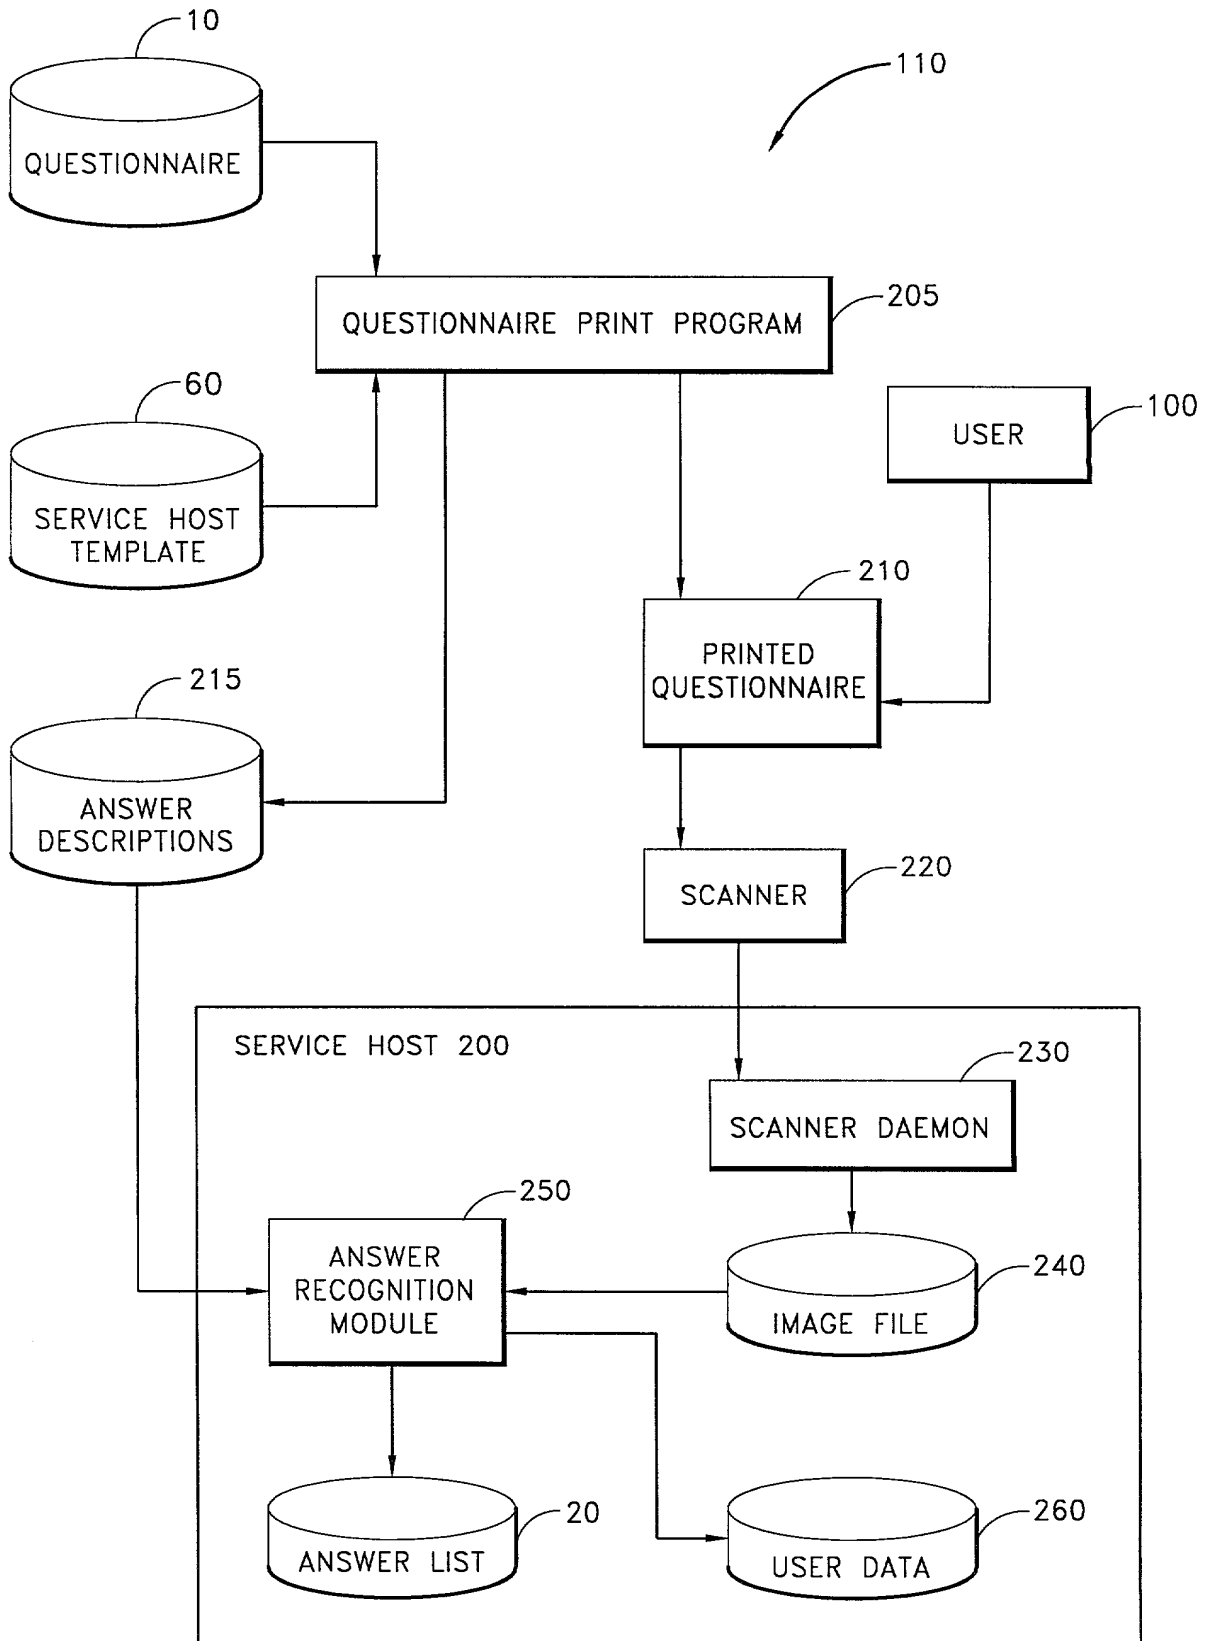 10
110
QUESTIONNAIRE
205
QUESTIONNAIRE PRINT PROGRAM
60
100
USER
SERVICE HOST
TEMPLATE
210
PRINTED
QUESTIONNAIRE
215
ANSWER
DESCRIPTIONS
220
SCANNER
SERVICE HOST 200
230
SCANNER DAEMON
250
ANSWER
RECOGNITION
MODULE
240
IMAGE FILE
20
ANSWER LIST
260
USER DATA